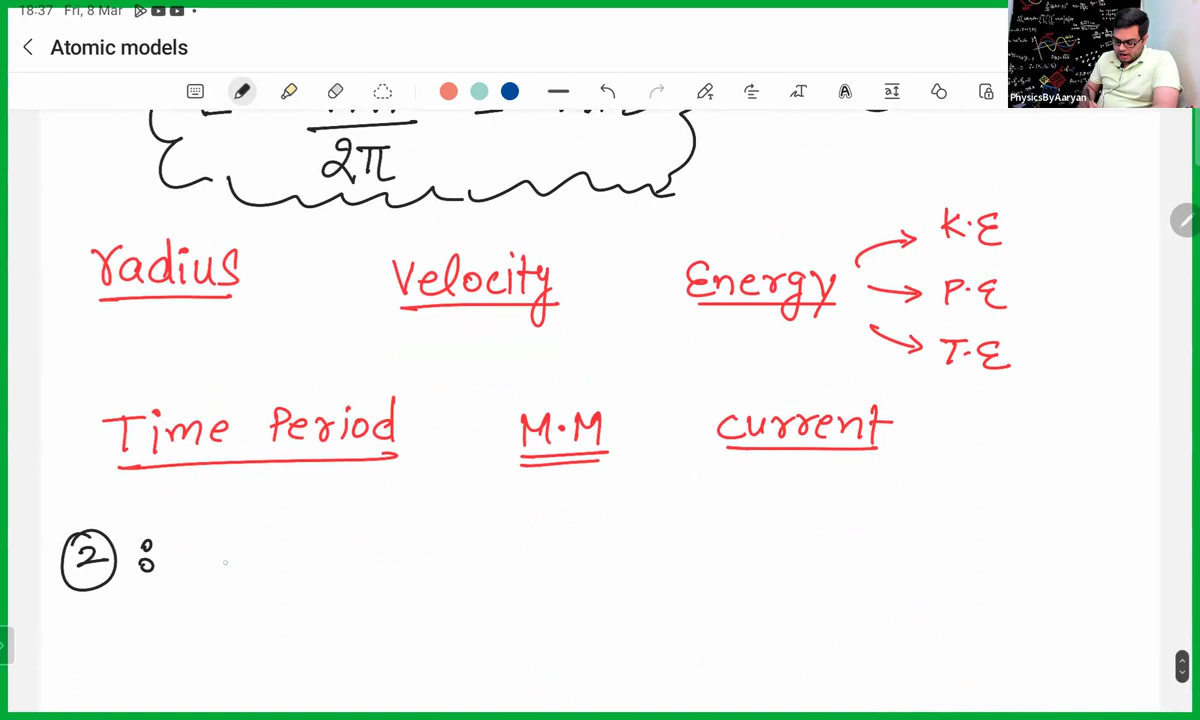 18:37 Fri, 8 Mar
Atomic models
PhysicsByAaryan
2π
radius Velocity Energy K.E
P.E
T.E
Time Period M.M current
2 :